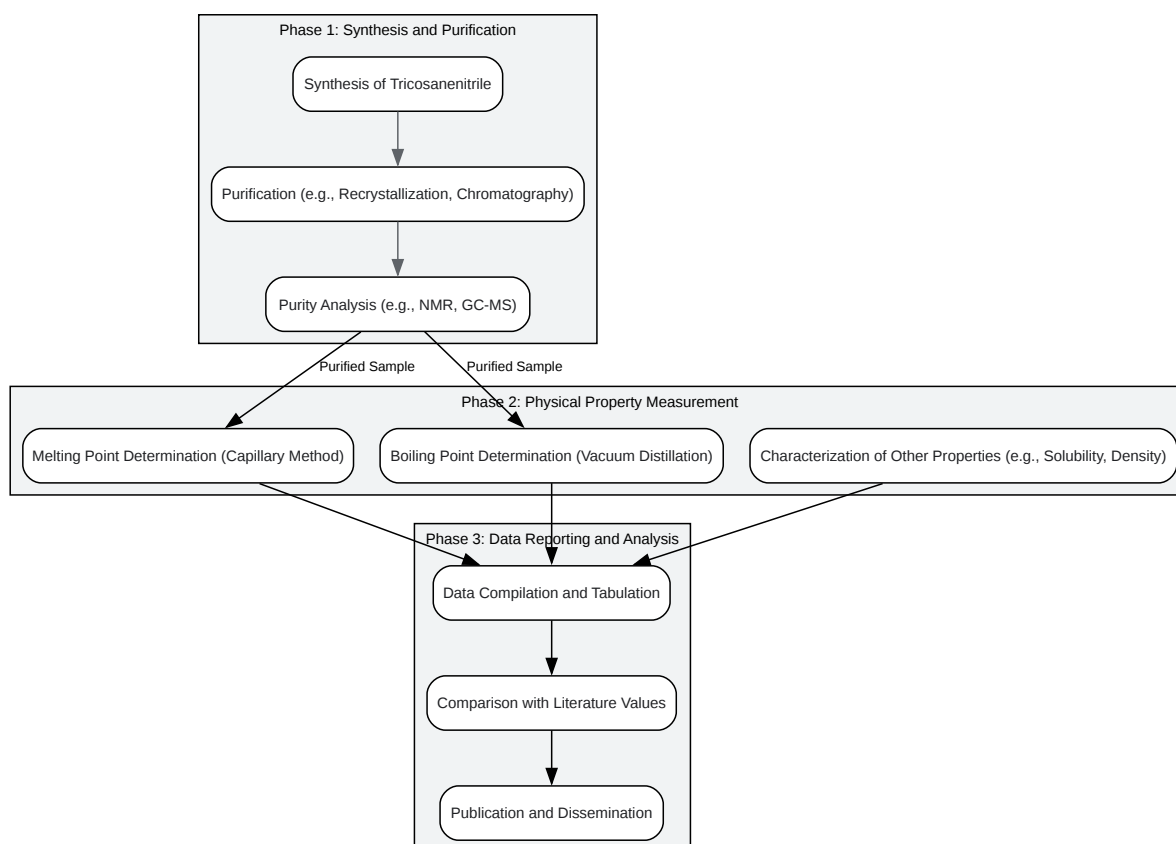 Phase 1: Synthesis and Purification
Synthesis of Tricosanenitrile
Purification (e.g., Recrystallization, Chromatography)
Purity Analysis (e.g., NMR, GC-MS)
Purified Sample
Purified Sample
Phase 2: Physical Property Measurement
Melting Point Determination (Capillary Method)
Boiling Point Determination (Vacuum Distillation)
Characterization of Other Properties (e.g., Solubility, Density)
Phase 3: Data Reporting and Analysis
Data Compilation and Tabulation
Comparison with Literature Values
Publication and Dissemination